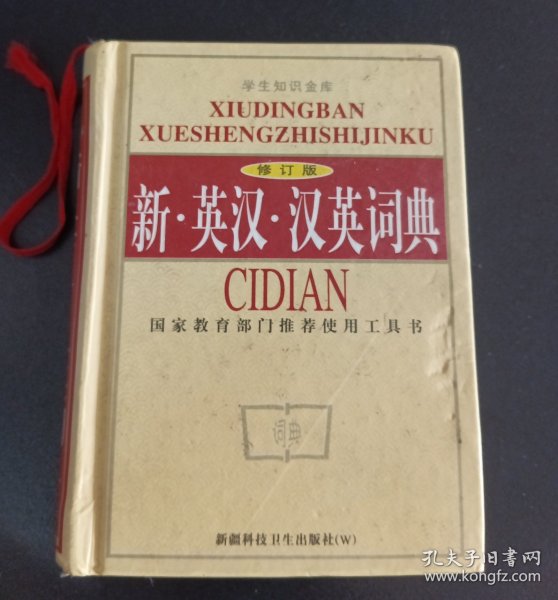 学生知识金库
XIUDINGBAN
XUESHENGZHISHIJINKU
修订版
新·英汉·汉英词典
CIDIAN
国家教育部门推荐使用工具书
词典
新疆科技卫生出版社(W)
孔夫子旧书网
www.kongfz.com